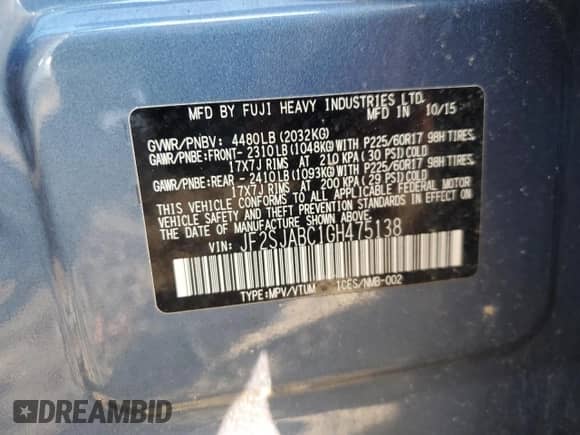 MFD BY FUJI HEAVY INDUSTRIES LTD.
MADE IN JAPAN 10/15
GVWR/PNBV: 4480LB (2032KG)
GAWR/PNBE:FRONT- 2310LB (1048KG) WITH P225/60R17 98H TIRES,
17X7J RIMS AT 210 KPA (30 PSI) COLD
GAWR/PNBE:REAR - 2410LB (1093KG) WITH P225/60R17 98H TIRES,
17X7J RIMS AT 200 KPA (29 PSI) COLD
THIS VEHICLE CONFORMS TO ALL APPLICABLE FEDERAL MOTOR
VEHICLE SAFETY AND THEFT PREVENTION STANDARDS IN EFFECT ON
THE DATE OF MANUFACTURE SHOWN ABOVE.
VIN: JF2SJABC1GH475138
TYPE:MPV/VTUM 1CES/NMB-002
DREAMBID